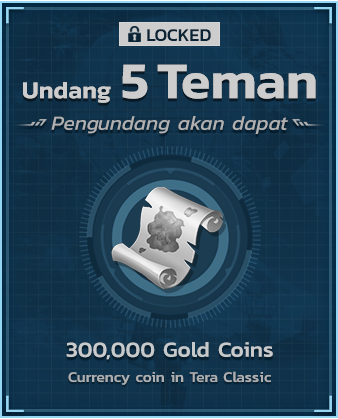 LOCKED
Undang 5 Teman
Pengundang akan dapat
300,000 Gold Coins
Currency coin in Tera Classic